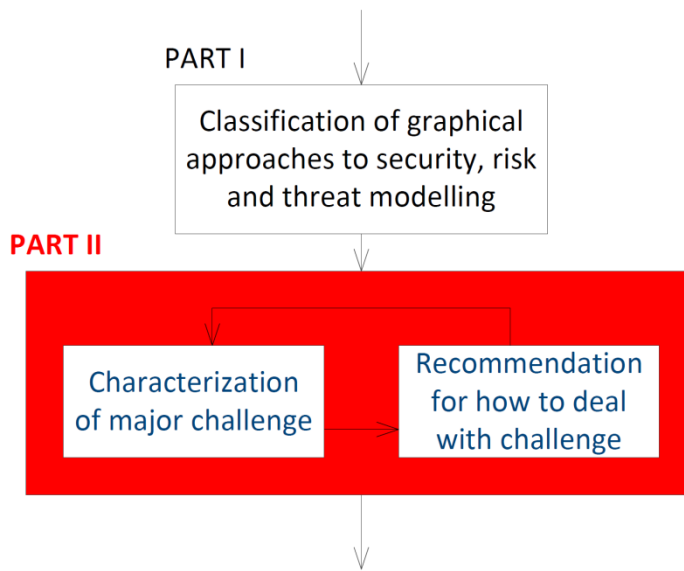 PART I
Classification of graphical
approaches to security, risk
and threat modelling
PART II
Characterization
of major challenge
Recommendation
for how to deal
with challenge